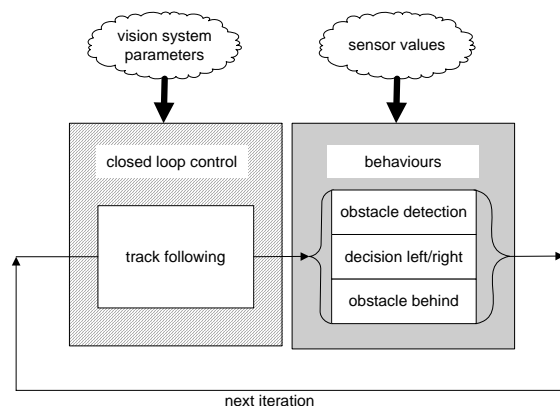 vision system
parameters
sensor values
closed loop control
behaviours
track following
obstacle detection
decision left/right
obstacle behind
next iteration